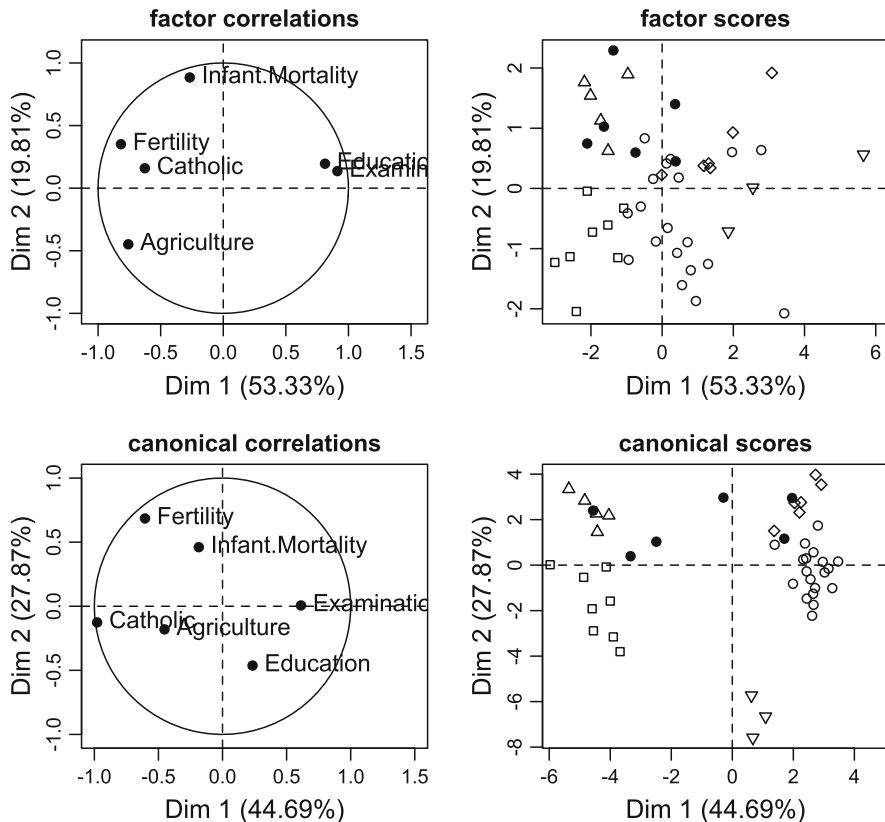 factor correlations
Dim 2 (19.81%)
1.0
0.5
0.0
-0.5
-1.0
Infant.Mortality
Fertility
Catholic
Educatio
Examin
Agriculture
-1.0 -0.5 0.0 0.5 1.0 1.5
Dim 1 (53.33%)
factor scores
Dim 2 (19.81%)
2
1
0
-1
-2
-2 0 2 4 6
Dim 1 (53.33%)
canonical correlations
Dim 2 (27.87%)
1.0
0.5
0.0
-0.5
-1.0
Fertility
Infant.Mortality
Examinatic
Catholic
Agriculture
Education
-1.0 -0.5 0.0 0.5 1.0 1.5
Dim 1 (44.69%)
canonical scores
Dim 2 (27.87%)
4
2
0
-2
-4
-6
-8
-6 -4 -2 0 2 4
Dim 1 (44.69%)